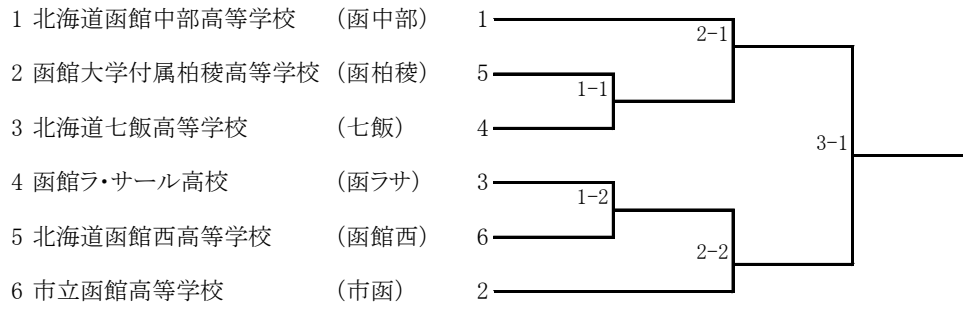 1 北海道函館中部高等学校 (函中部) 1
2-1
2 函館大学付属柏稜高等学校 (函柏稜) 5
1-1
3 北海道七飯高等学校 (七飯) 4
3-1
4 函館ラ・サール高校 (函ラサ) 3
1-2
5 北海道函館西高等学校 (函館西) 6
2-2
6 市立函館高等学校 (市函) 2